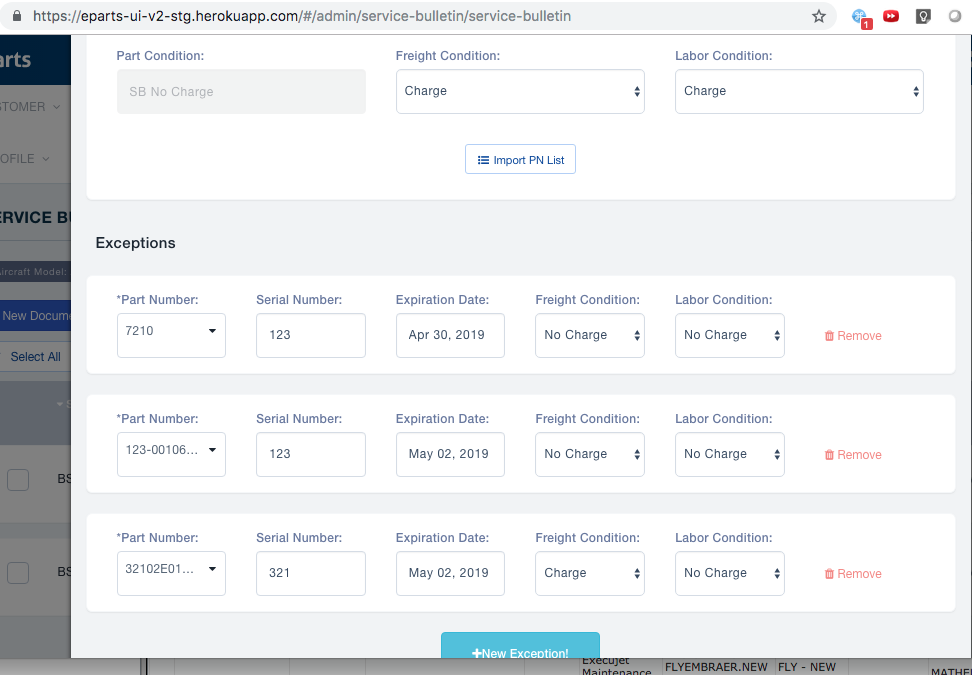 https://eparts-ui-v2-stg.herokuapp.com/#/admin/service-bulletin/service-bulletin
1
arts
STOMER
OFILE
ERVICE BU
Aircraft Model:
New Docume
Select All
BS
BS
Part Condition: Freight Condition: Labor Condition:
SB No Charge Charge Charge
Import PN List
Exceptions
*Part Number: Serial Number: Expiration Date: Freight Condition: Labor Condition:
7210 123 Apr 30, 2019 No Charge No Charge Remove
*Part Number: Serial Number: Expiration Date: Freight Condition: Labor Condition:
123-00106... 123 May 02, 2019 No Charge No Charge Remove
*Part Number: Serial Number: Expiration Date: Freight Condition: Labor Condition:
32102E01... 321 May 02, 2019 Charge No Charge Remove
+New Exception!
Execujet
Maintenance FLYEMBRAER.NEW FLY - NEW MATHE